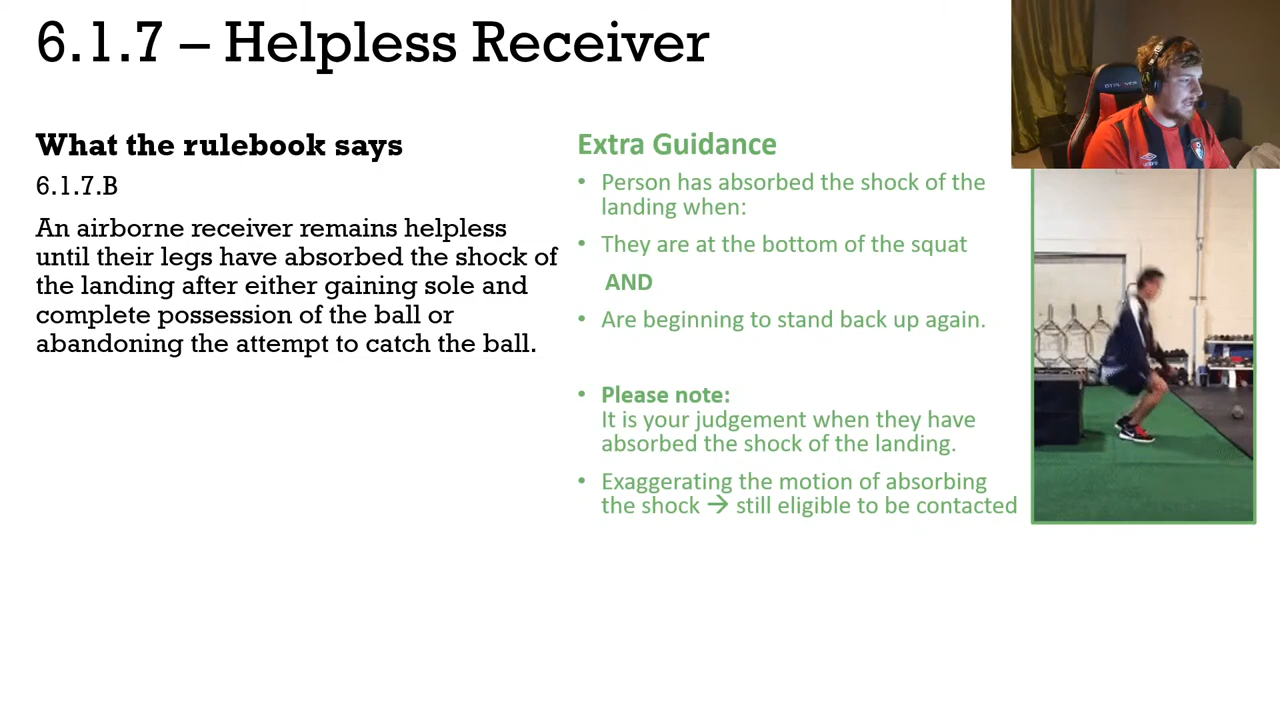 6.1.7 – Helpless Receiver
What the rulebook says
6.1.7.B
An airborne receiver remains helpless
until their legs have absorbed the shock of
the landing after either gaining sole and
complete possession of the ball or
abandoning the attempt to catch the ball.
Extra Guidance
• Person has absorbed the shock of the
landing when:
• They are at the bottom of the squat
AND
• Are beginning to stand back up again.
• Please note:
It is your judgement when they have
absorbed the shock of the landing.
• Exaggerating the motion of absorbing
the shock → still eligible to be contacted
umbro